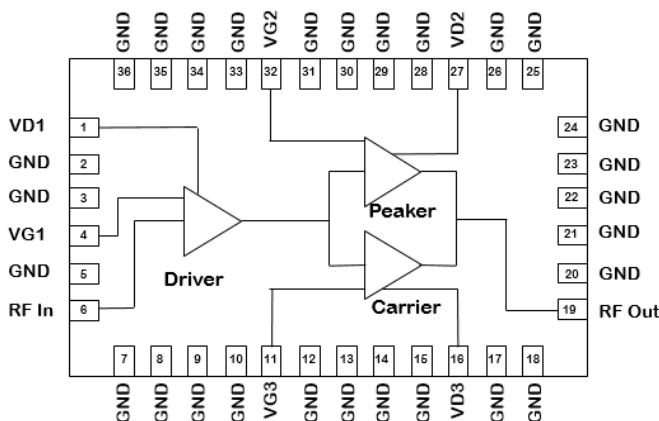 GND GND GND GND VG2 GND GND GND GND VD2 GND GND
36 35 34 33 32 31 30 29 28 27 26 25
VD1 1 24 GND
GND 2 23 GND
GND 3 22 GND
VG1 4 21 GND
GND 5 20 GND
RF In 6 19 RF Out
Peaker
Driver
Carrier
7 8 9 10 11 12 13 14 15 16 17 18
GND GND GND GND VG3 GND GND GND GND VD3 GND GND